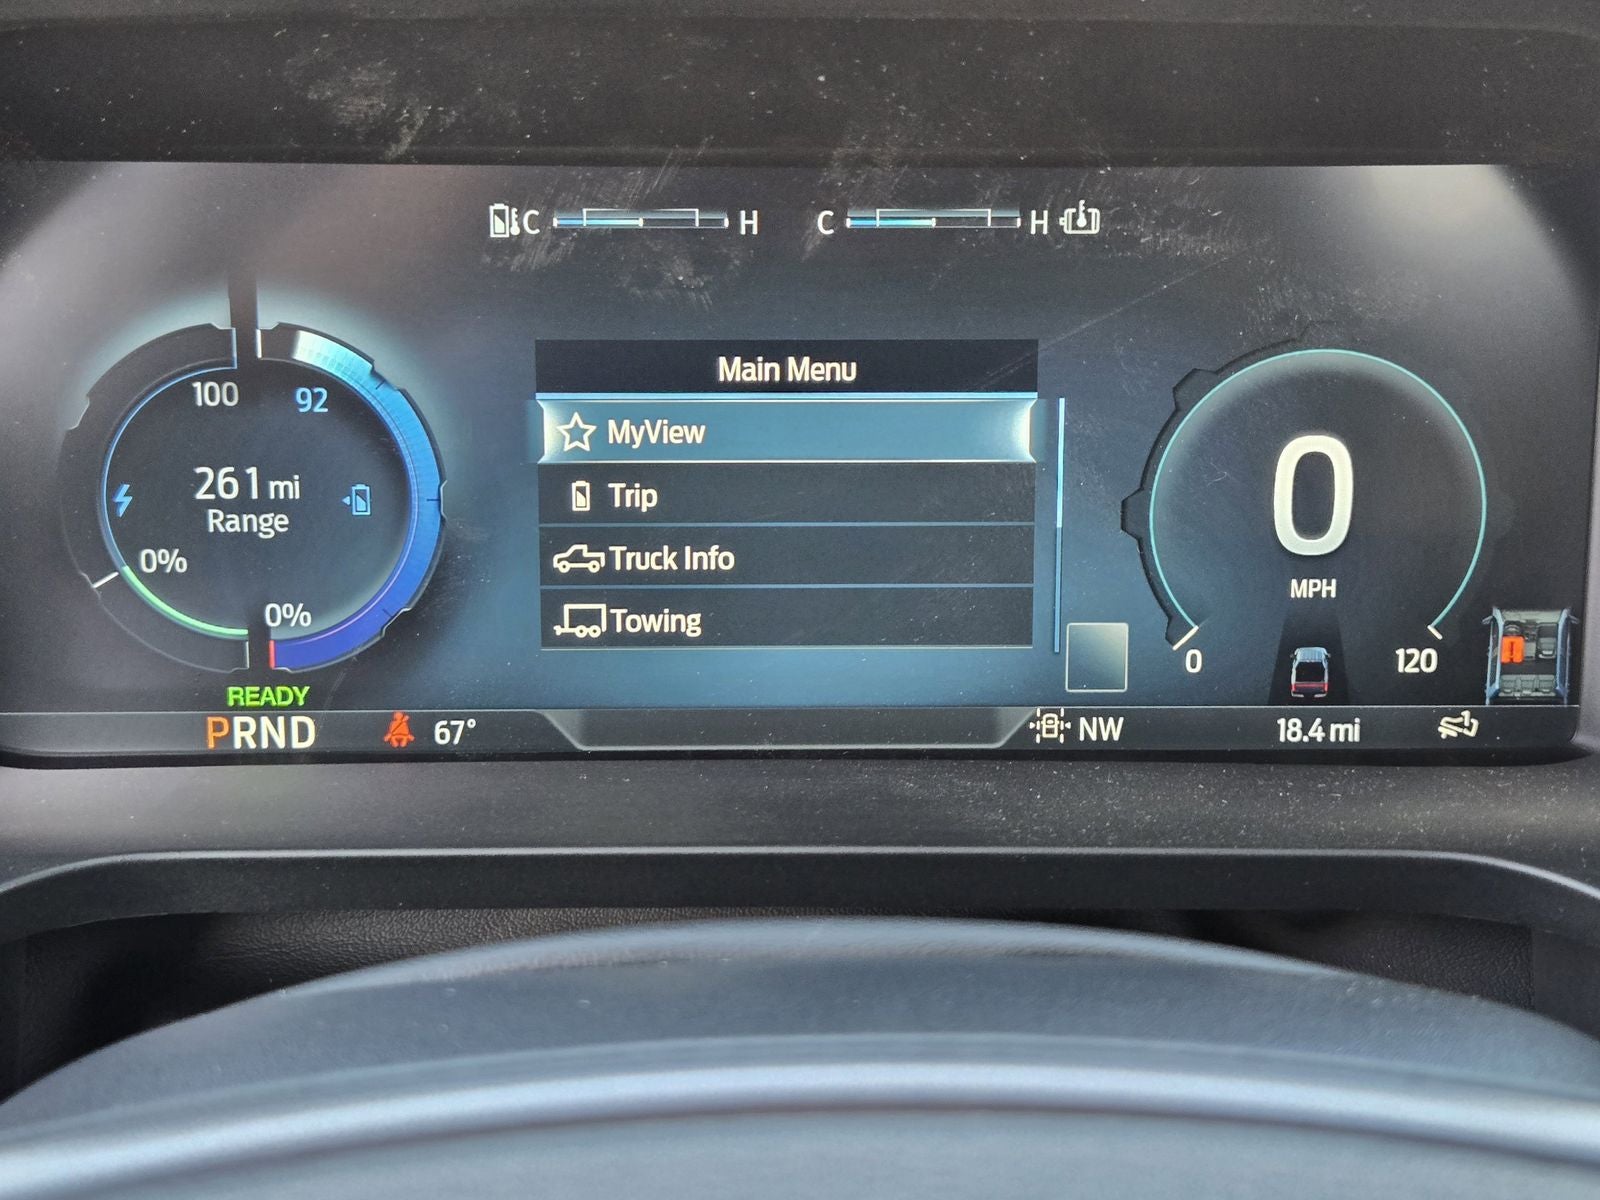 C H C H
Main Menu
MyView
Trip
Truck Info
Towing
100 92
261 mi
Range
0%
0%
0
MPH
0 120
READY
PRND 67° NW 18.4 mi